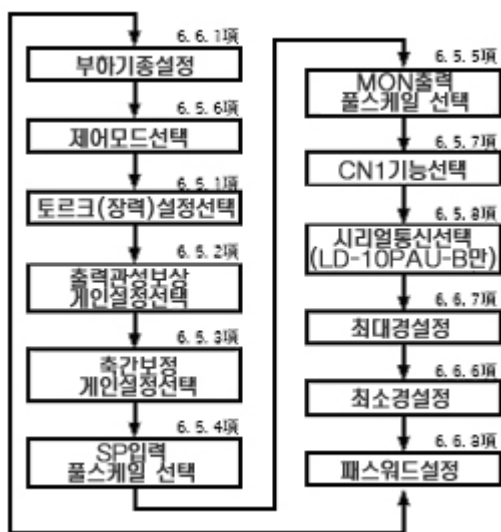 6.6.1項
부하기종설정
6.5.6項
제어모드선택
6.5.1項
토르크(장력)설정선택
6.5.2項
출력관성보상
게인설정선택
6.5.3項
축간보정
게인설정선택
6.5.4項
SP입력
풀스케일 선택
6.5.5項
MON출력
풀스케일 선택
6.5.7項
CN1기능선택
6.5.8項
시리얼통신선택
(LD-10PAU-B만)
6.6.7項
최대경설정
6.6.6項
최소경설정
6.6.8項
패스워드설정